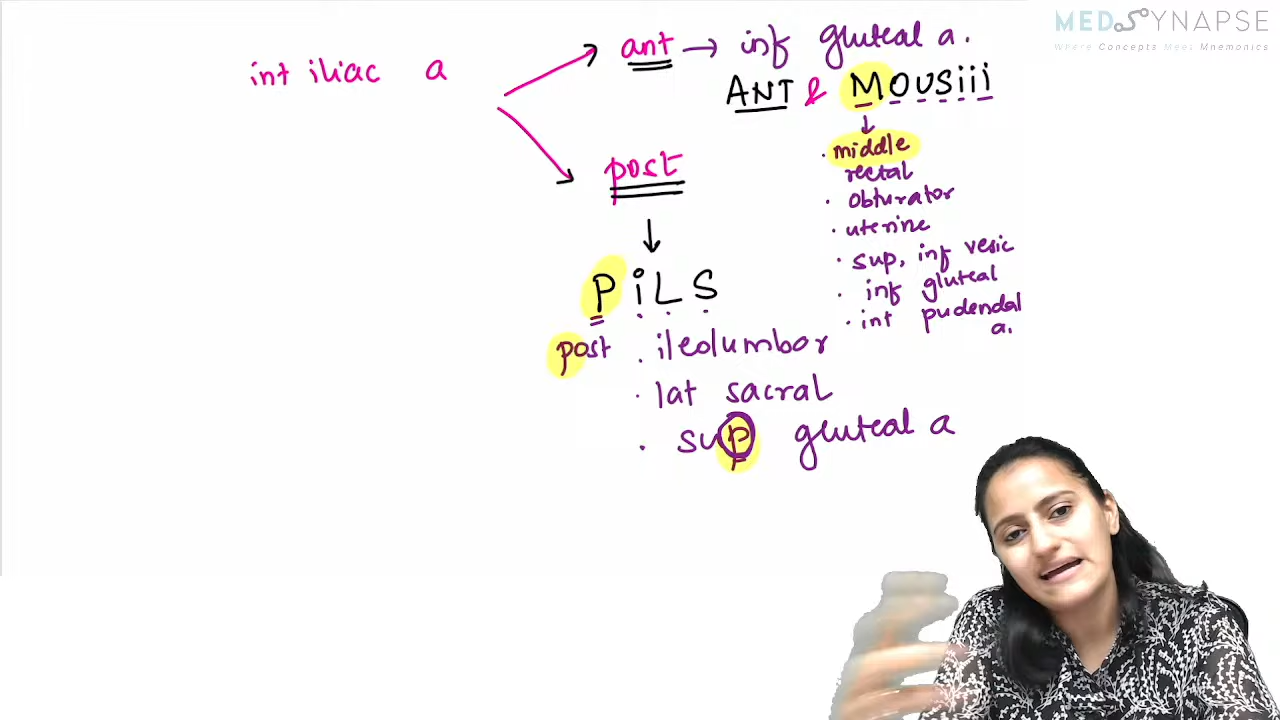 MEDSYNAPSE
Where Concepts Meet Mnemonics
int iliac a
ant → inf gluteal a.
ANT & MOUSiii
post
· middle
rectal
· obturator
· uterine
· sup, inf vesic
· inf gluteal
· int pudendal
a.
PiLS
post · ileolumbar
· lat sacral
· sup gluteal a